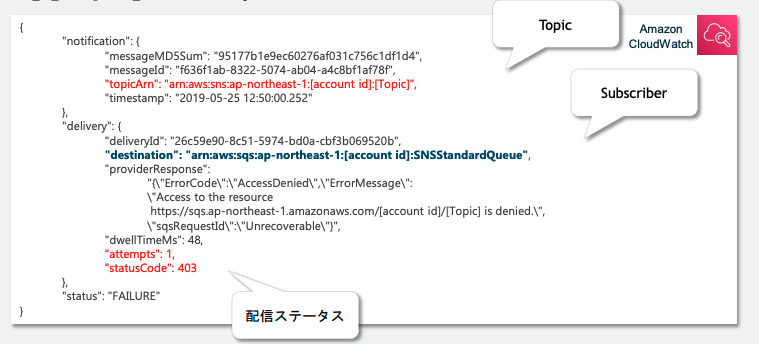 Topic
Amazon
CloudWatch
Subscriber
{
"notification": {
"messageMD5Sum": "95177b1e9ec60276af031c756c1df1d4",
"messageId": "f636f1ab-8322-5074-ab04-a4c8bf1af78f",
"topicArn": "arn:aws:sns:ap-northeast-1:[account id]:[Topic]",
"timestamp": "2019-05-25 12:50:00.252"
},
"delivery": {
"deliveryId": "26c59e90-8c51-5974-bd0a-cbf3b069520b",
"destination": "arn:aws:sqs:ap-northeast-1:[account id]:SNSStandardQueue",
"providerResponse":
"{\"ErrorCode\":\"AccessDenied\",\"ErrorMessage\":
\"Access to the resource
https://sqs.ap-northeast-1.amazonaws.com/[account id]/[Topic] is denied.\",
\"sqsRequestId\":\"Unrecoverable\"}",
"dwellTimeMs": 48,
"attempts": 1,
"statusCode": 403
},
"status": "FAILURE"
}
配信ステータス